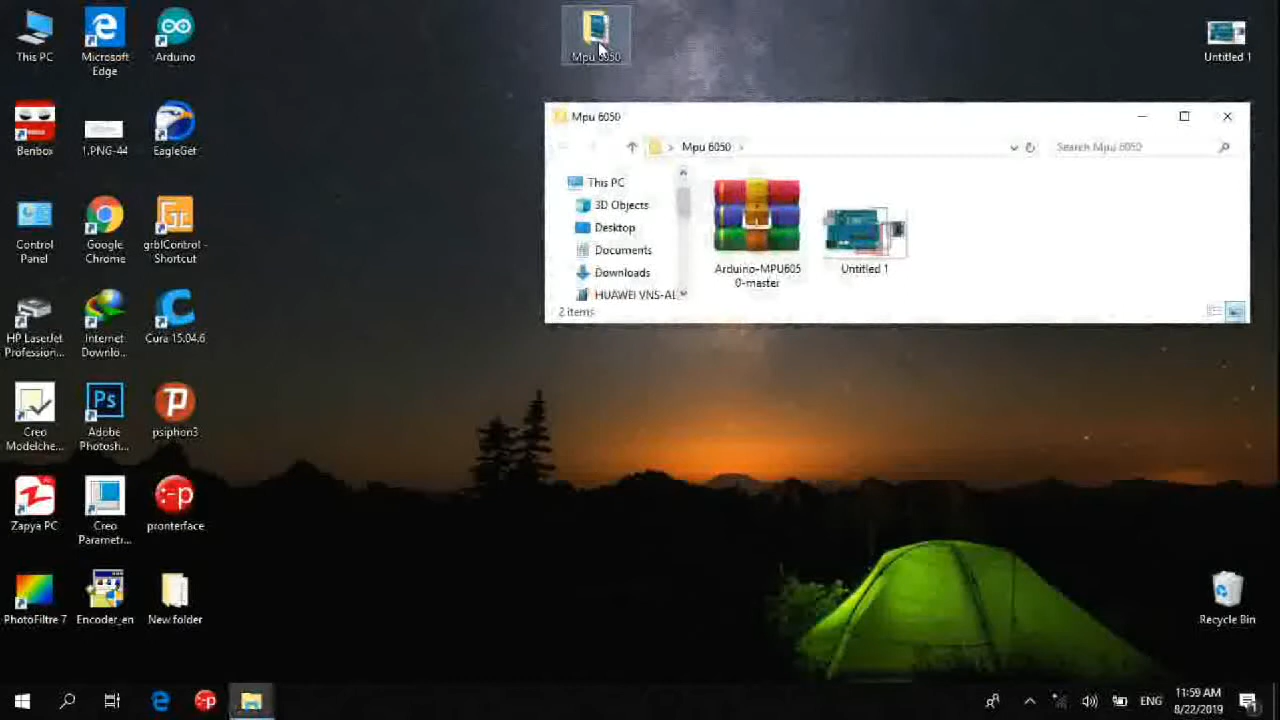 This PC
Microsoft
Edge
Arduino
Mpu 6050
Untitled 1
Benbox
1.PNG-44
EagleGet
Control
Panel
Google
Chrome
grblControl -
Shortcut
HP LaserJet
Profession...
Internet
Downlo...
Cura 15.04.6
Creo
Modelche...
Adobe
Photosh...
psiphon3
Zapya PC
Creo
Parametr...
pronterface
PhotoFiltre 7
Encoder_en
New folder
Mpu 6050
Mpu 6050
Search Mpu 6050
This PC
3D Objects
Desktop
Documents
Downloads
HUAWEI VNS-AL
Arduino-MPU605
0-master
Untitled 1
2 items
Recycle Bin
ENG
11:59 AM
8/22/2019